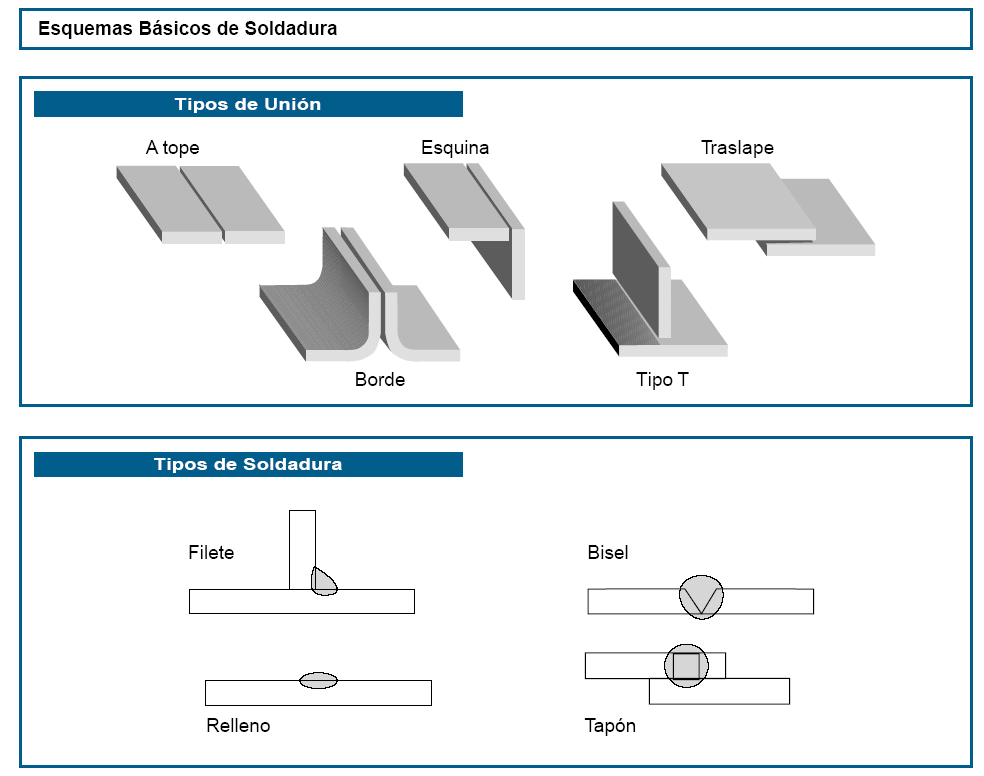 Esquemas Básicos de Soldadura
Tipos de Unión
A tope
Esquina
Traslape
Borde
Tipo T
Tipos de Soldadura
Filete
Bisel
Relleno
Tapón